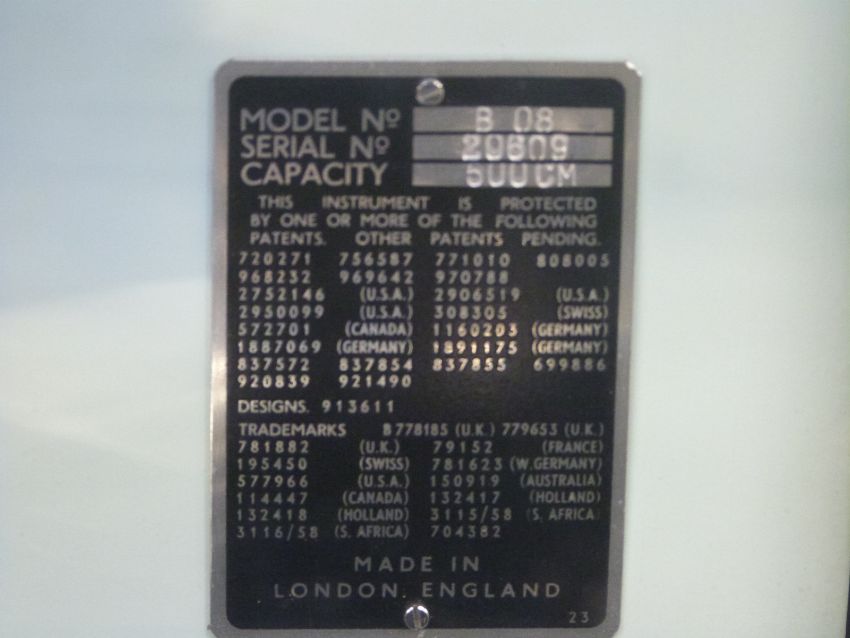 MODEL Nº B 08
SERIAL Nº 29609
CAPACITY 500CM
THIS INSTRUMENT IS PROTECTED
BY ONE OR MORE OF THE FOLLOWING
PATENTS. OTHER PATENTS PENDING.
720271 756587 771010 808005
968232 969642 970788
2752146 (U.S.A.) 2906519 (U.S.A.)
2950099 (U.S.A.) 308305 (SWISS)
572701 (CANADA) 1160203 (GERMANY)
1887069 (GERMANY) 1891175 (GERMANY)
837572 837854 837855 699886
920839 921490
DESIGNS. 913611
TRADEMARKS B778185 (U.K.) 779653 (U.K.)
781882 (U.K.) 79152 (FRANCE)
195450 (SWISS) 781623 (W.GERMANY)
577966 (U.S.A.) 150919 (AUSTRALIA)
114447 (CANADA) 132417 (HOLLAND)
132418 (HOLLAND) 3115/58 (S. AFRICA)
3116/58 (S. AFRICA) 704382
MADE IN
LONDON. ENGLAND
23